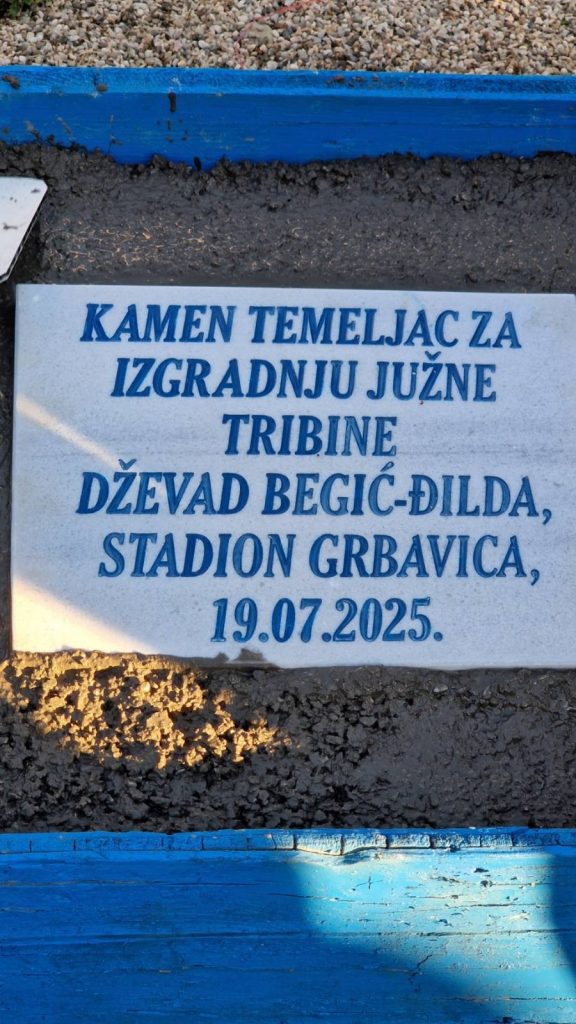 KAMEN TEMELJAC ZA
IZGRADNJU JUŽNE
TRIBINE
DŽEVAD BEGIĆ-ĐILDA,
STADION GRBAVICA,
19.07.2025.